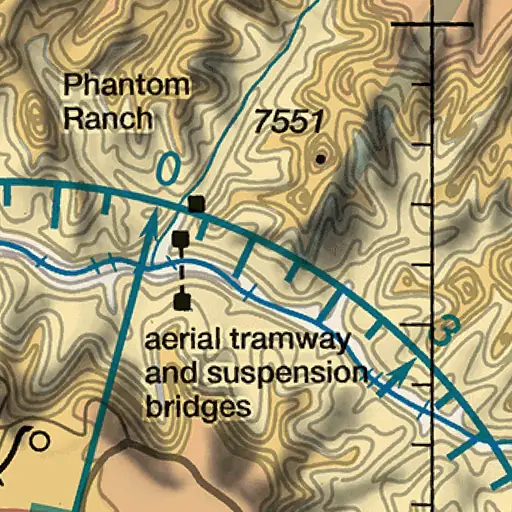 Phantom
Ranch
7551
0
3
aerial tramway
and suspension
bridges